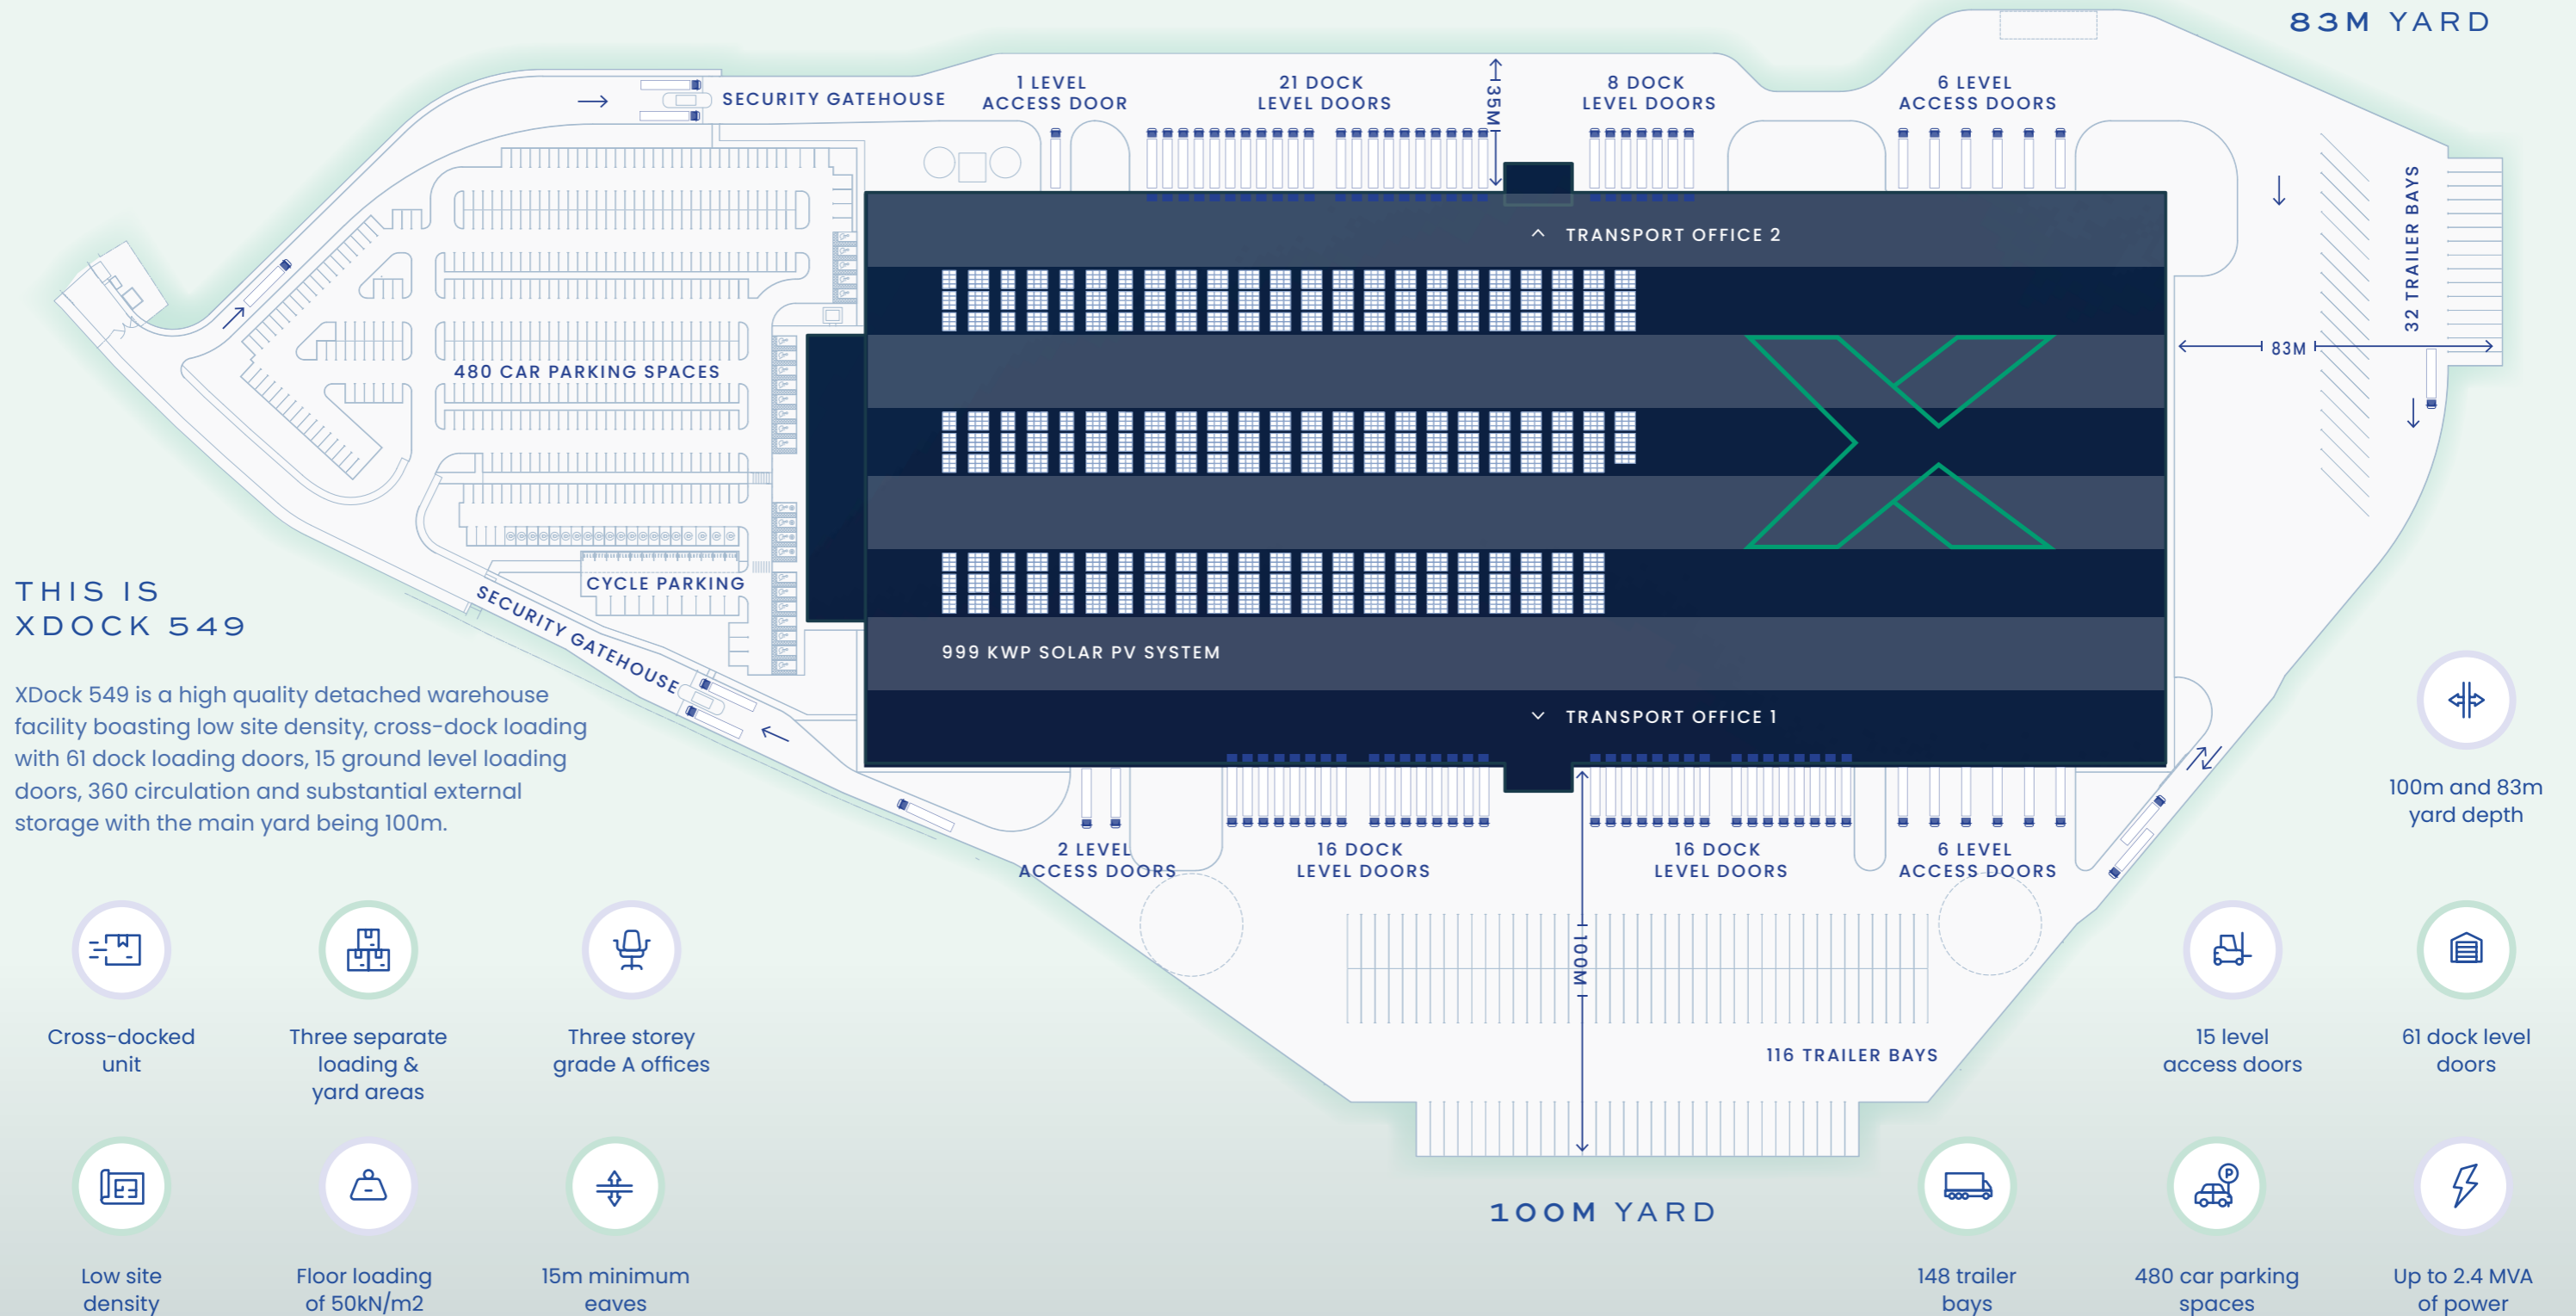 83M YARD
SECURITY GATEHOUSE
1 LEVEL
ACCESS DOOR
21 DOCK
LEVEL DOORS
35M
8 DOCK
LEVEL DOORS
6 LEVEL
ACCESS DOORS
32 TRAILER BAYS
TRANSPORT OFFICE 2
83M
480 CAR PARKING SPACES
CYCLE PARKING
SECURITY GATEHOUSE
999 KWP SOLAR PV SYSTEM
TRANSPORT OFFICE 1
THIS IS
XDOCK 549
XDock 549 is a high quality detached warehouse
facility boasting low site density, cross-dock loading
with 61 dock loading doors, 15 ground level loading
doors, 360 circulation and substantial external
storage with the main yard being 100m.
2 LEVEL
ACCESS DOORS
16 DOCK
LEVEL DOORS
16 DOCK
LEVEL DOORS
6 LEVEL
ACCESS DOORS
100M
116 TRAILER BAYS
100M YARD
100m and 83m
yard depth
Cross-docked
unit
Three separate
loading &
yard areas
Three storey
grade A offices
15 level
access doors
61 dock level
doors
Low site
density
Floor loading
of 50kN/m2
15m minimum
eaves
P
148 trailer
bays
480 car parking
spaces
Up to 2.4 MVA
of power